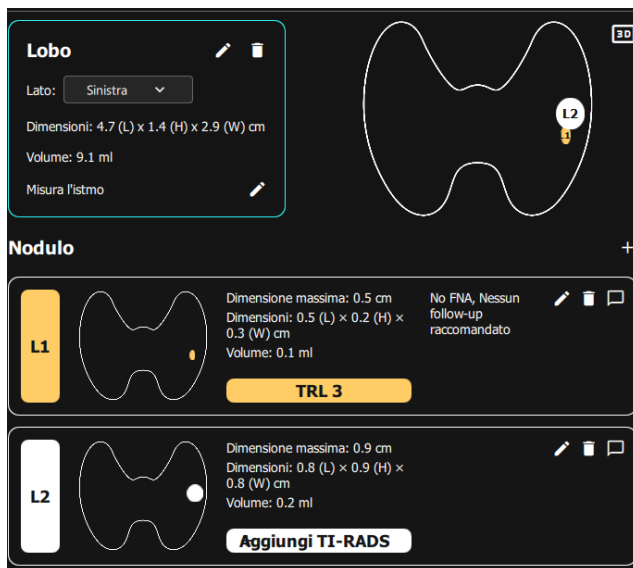 Lobo
3D
Lato: Sinistra
Dimensioni: 4.7 (L) x 1.4 (H) x 2.9 (W) cm
Volume: 9.1 ml
Misura l'istmo
L2
L1
Nodulo
+
L1
Dimensione massima: 0.5 cm
Dimensioni: 0.5 (L) × 0.2 (H) ×
0.3 (W) cm
Volume: 0.1 ml
TRL 3
No FNA, Nessun
follow-up
raccomandato
L2
Dimensione massima: 0.9 cm
Dimensioni: 0.8 (L) × 0.9 (H) ×
0.8 (W) cm
Volume: 0.2 ml
Aggiungi TI-RADS